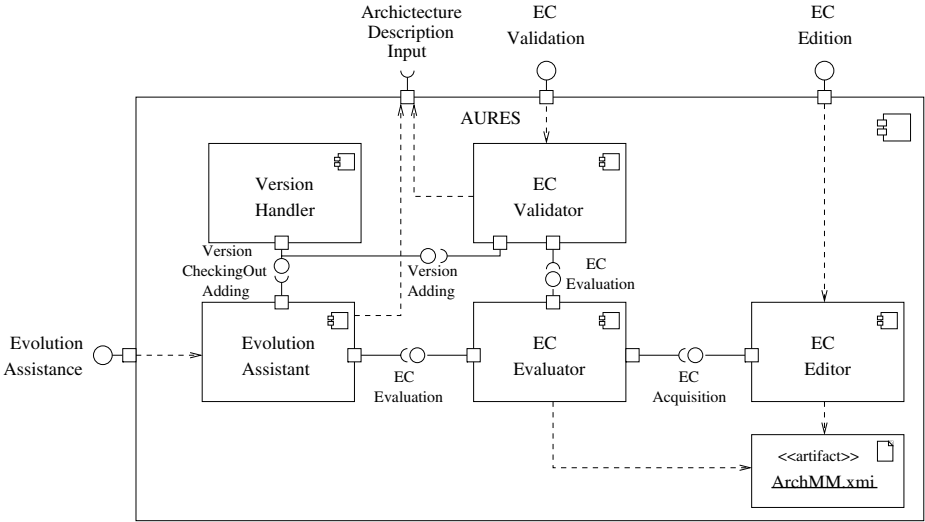 Archictecture
Description
Input
EC
Validation
EC
Edition
AURES
Version
Handler
EC
Validator
Version
CheckingOut
Adding
Version
Adding
EC
Evaluation
Evolution
Assistance
Evolution
Assistant
EC
Evaluator
EC
Editor
EC
Evaluation
EC
Acquisition
<<artifact>>
ArchMM.xmi